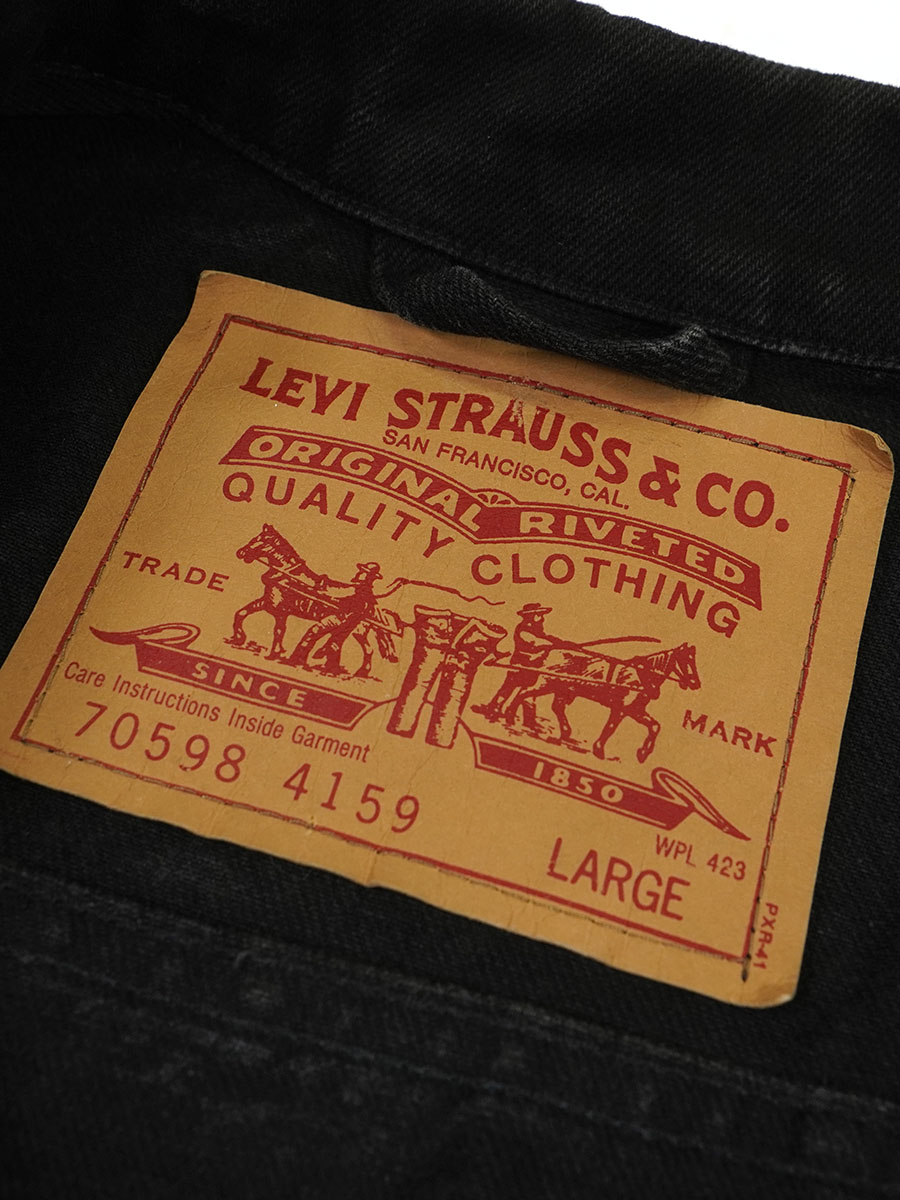 LEVI STRAUSS & CO.
SAN FRANCISCO, CAL.
ORIGINAL RIVETED
QUALITY CLOTHING
TRADE MARK
SINCE 1850
Care Instructions Inside Garment
70598 4159
WPL 423
LARGE
PXR-41